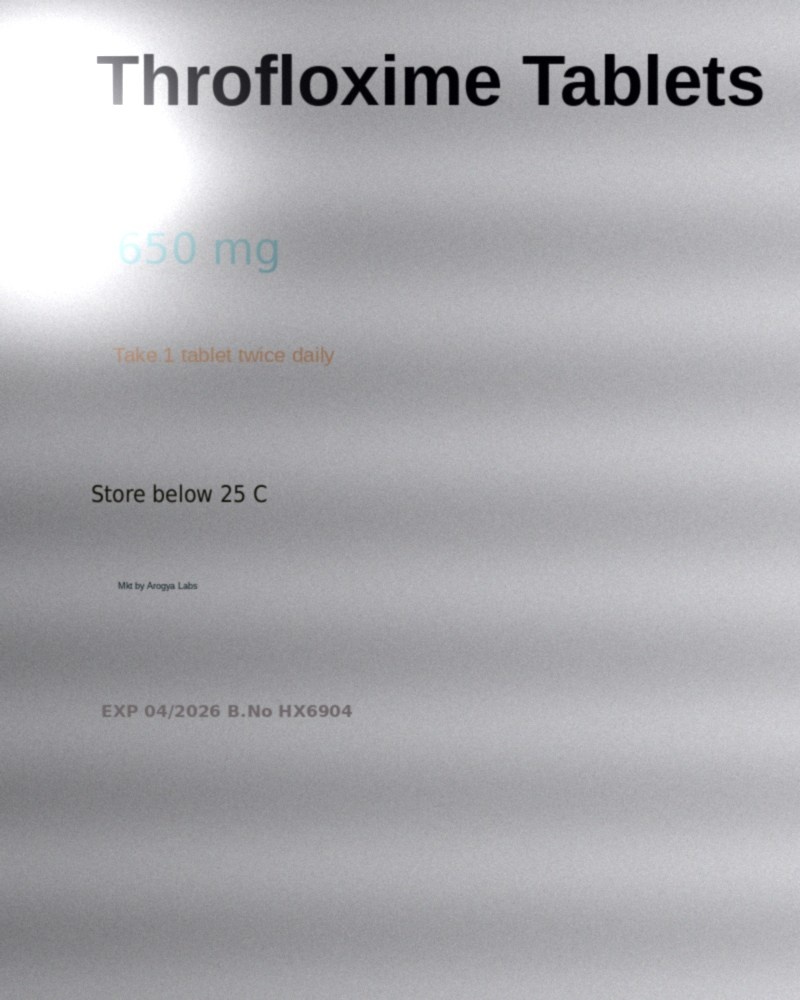 Throfloxime Tablets
650 mg
Take 1 tablet twice daily
Store below 25 C
Mkt by Arogya Labs
EXP 04/2026 B.No HX6904